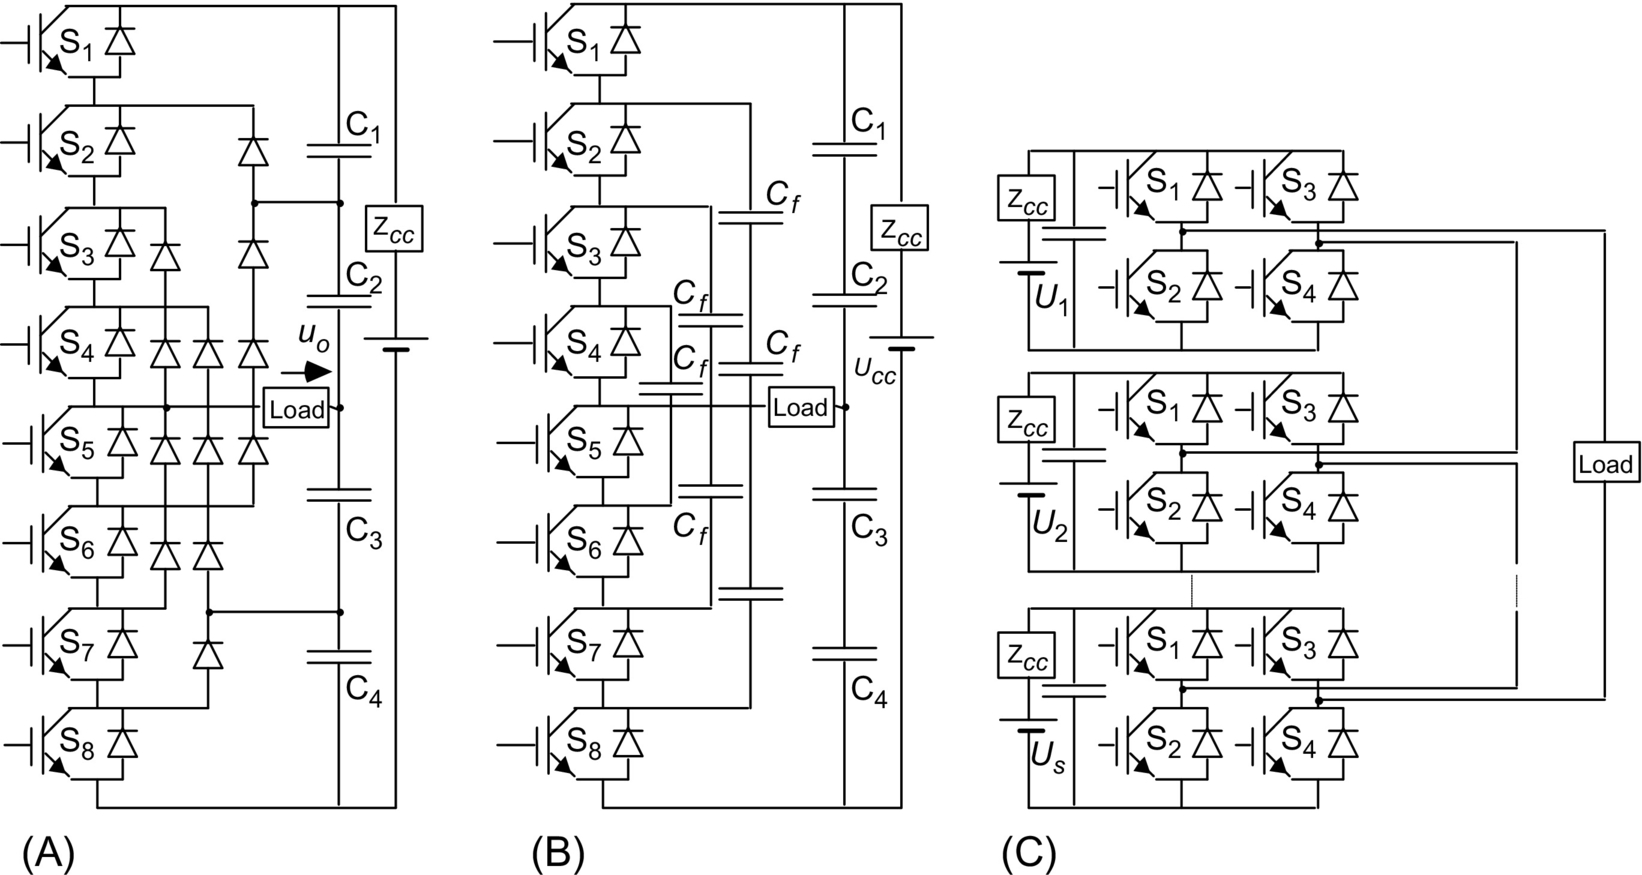 S1
S2
S3
S4
S5
S6
S7
S8
C1
C2
C3
C4
Zcc
uo
Load
(A)
S1
S2
S3
S4
S5
S6
S7
S8
Cf
Cf
Cf
Cf
Cf
C1
C2
C3
C4
Zcc
Ucc
Load
(B)
Zcc
U1
S1
S3
S2
S4
Zcc
U2
S1
S3
S2
S4
Zcc
Us
S1
S3
S2
S4
Load
(C)